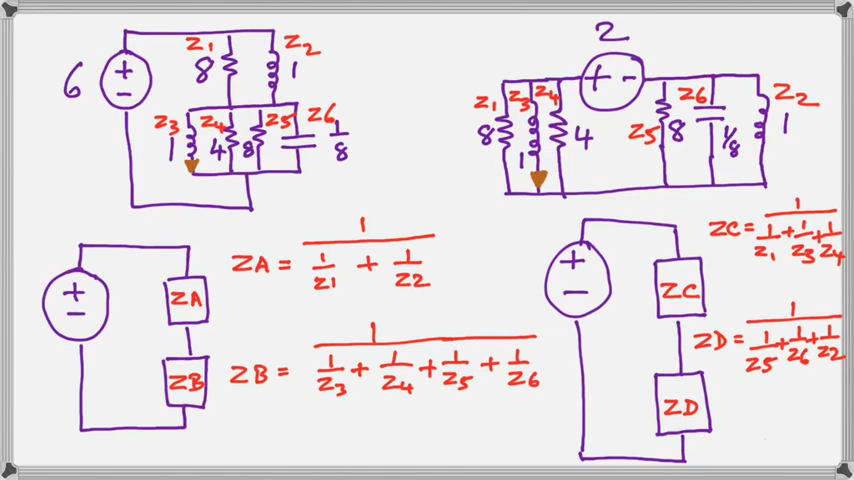 6
+
−
Z1
8
Z2
1
Z3
1
Z4
4
Z5
8
Z6
1/8
2
+ -
Z1
8
Z3
1
Z4
4
Z5
8
Z6
1/8
Z2
1
+
−
ZA
ZB
ZA = 1 / (1/Z1 + 1/Z2)
ZB = 1 / (1/Z3 + 1/Z4 + 1/Z5 + 1/Z6)
+
−
ZC
ZD
ZC = 1 / (1/Z1 + 1/Z3 + 1/Z4)
ZD = 1 / (1/Z5 + 1/Z6 + 1/Z2)